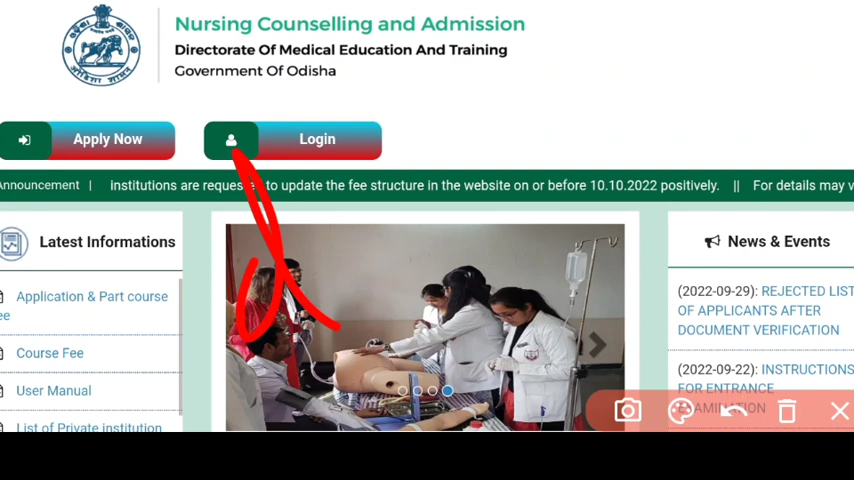 Nursing Counselling and Admission
Directorate Of Medical Education And Training
Government Of Odisha
Apply Now
Login
Announcement | institutions are requested to update the fee structure in the website on or before 10.10.2022 positively. || For details may
Latest Informations
Application & Part course
Course Fee
User Manual
List of Private institution
News & Events
(2022-09-29): REJECTED LIST
OF APPLICANTS AFTER
DOCUMENT VERIFICATION
(2022-09-22): INSTRUCTIONS
FOR ENTRANCE
EXAMINATION